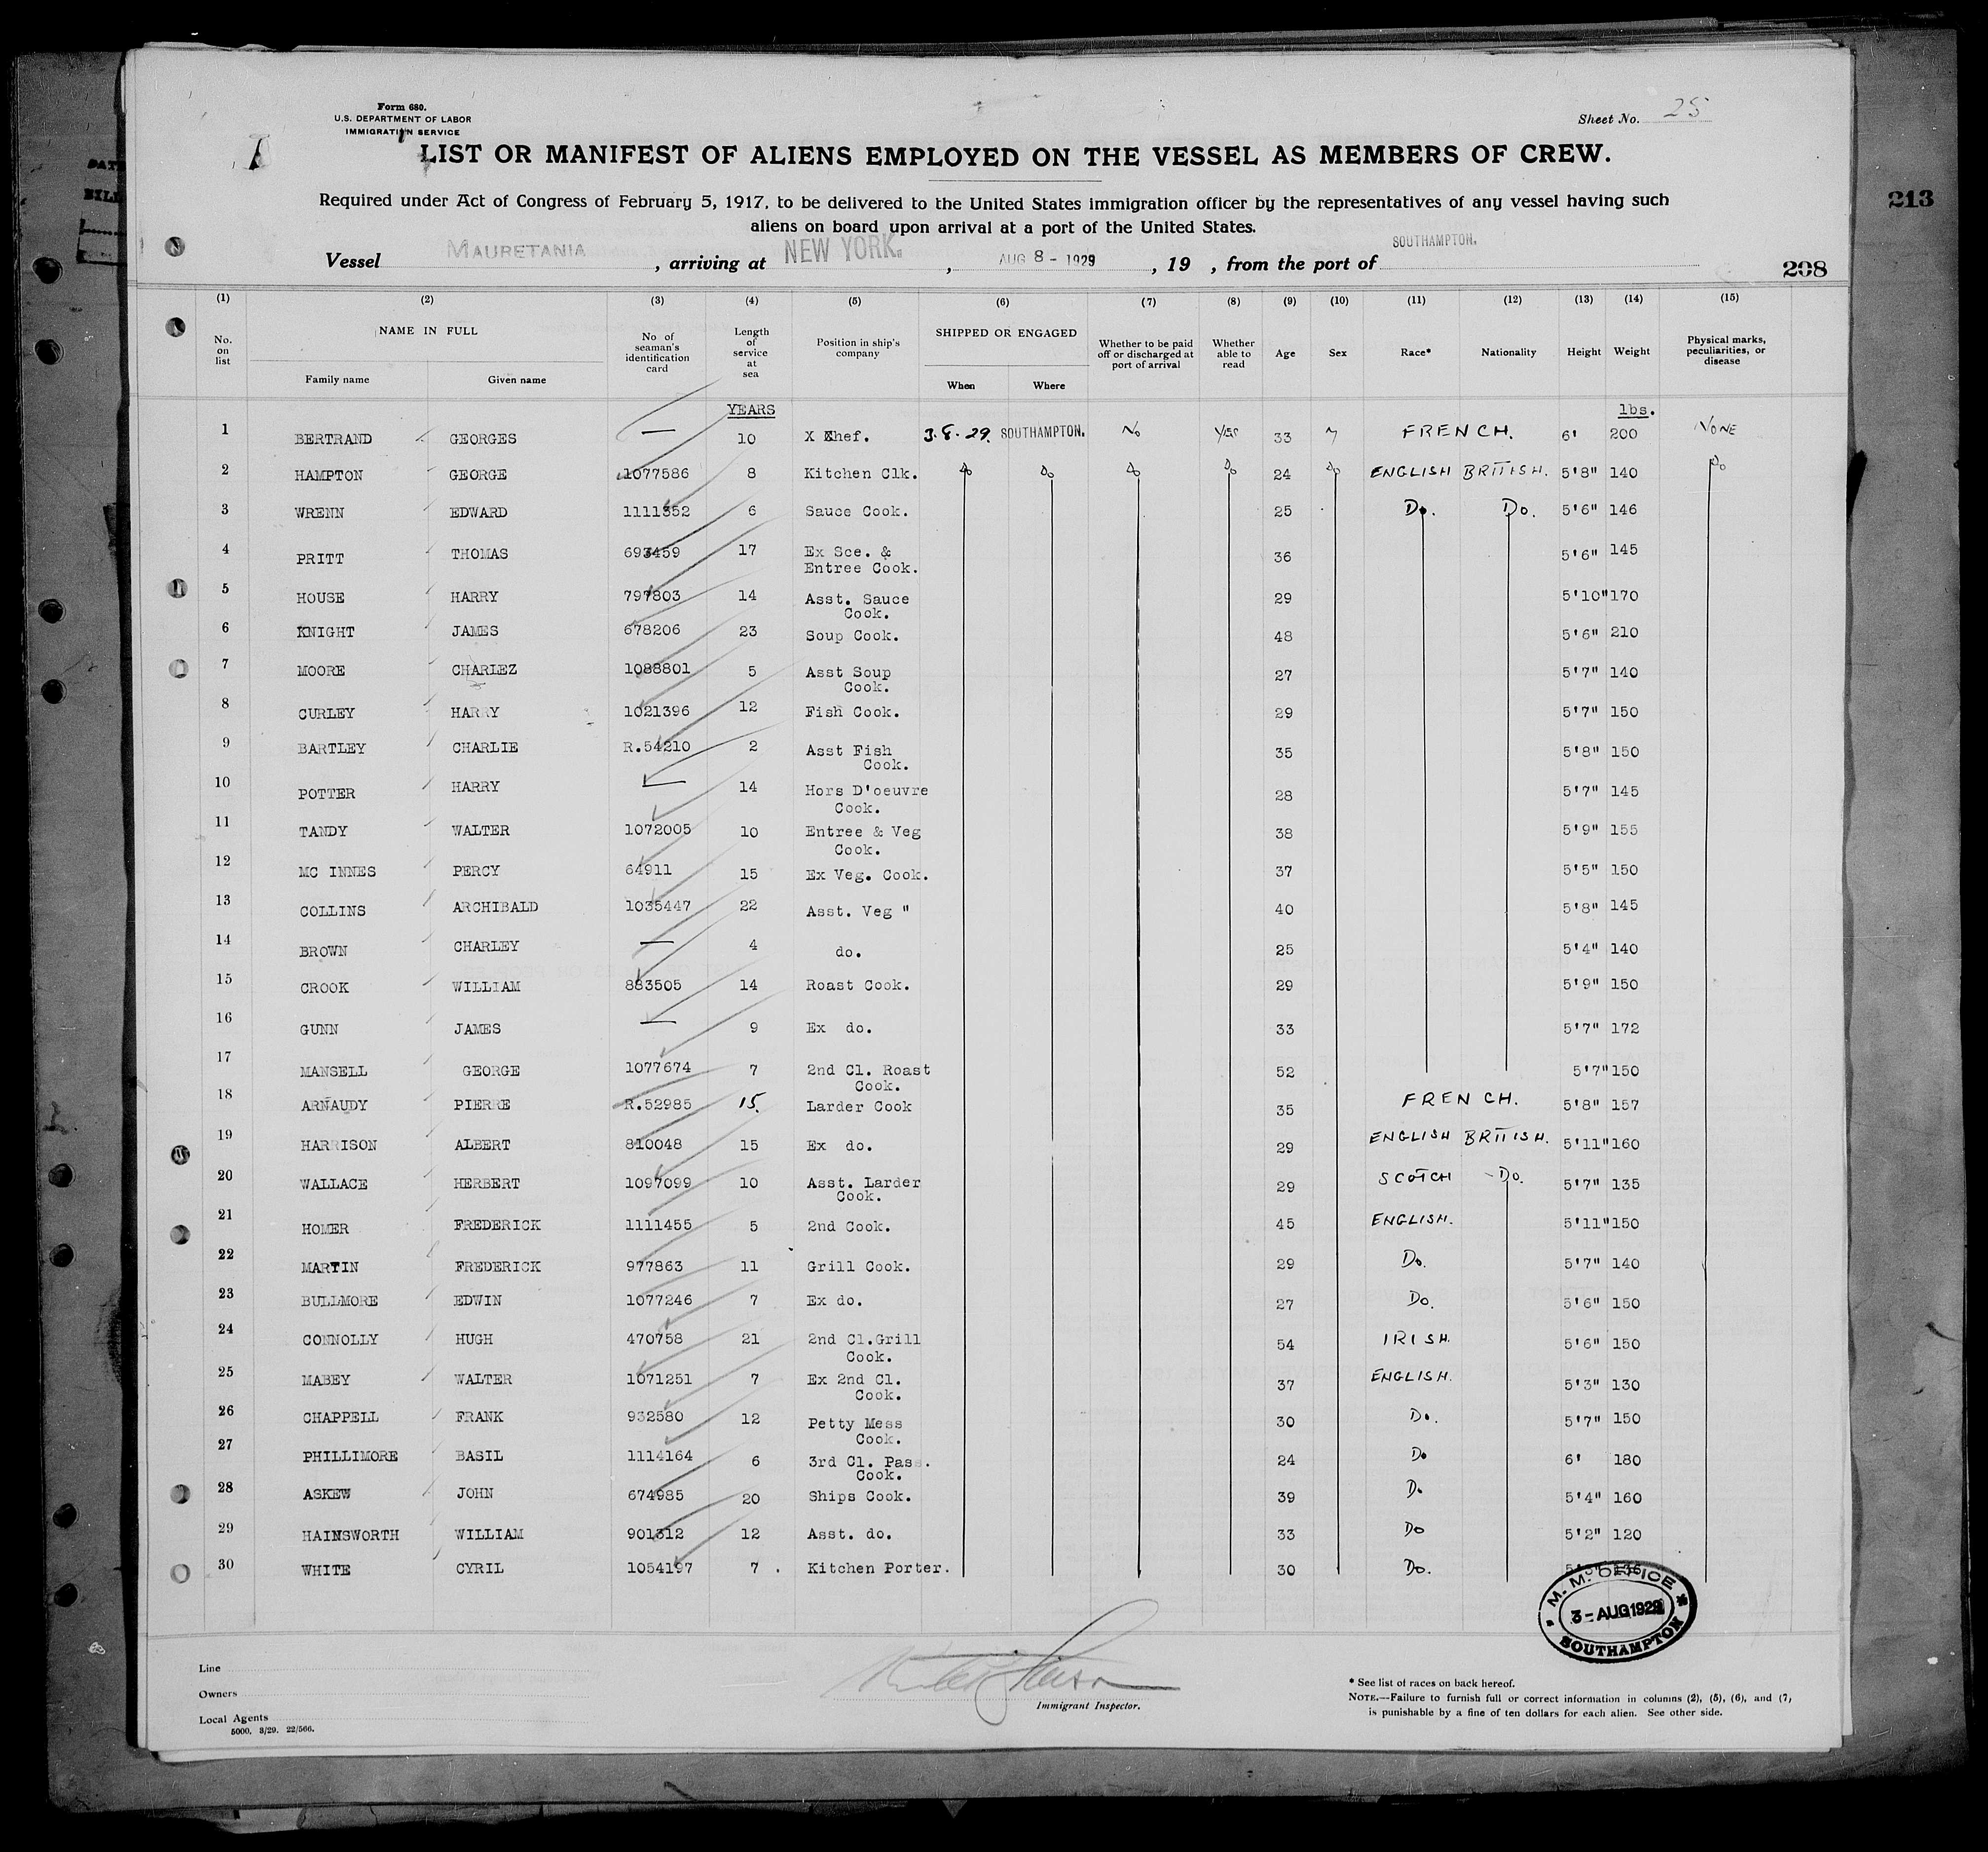 Form 680.
U.S. DEPARTMENT OF LABOR
IMMIGRATION SERVICE
Sheet No. 25
LIST OR MANIFEST OF ALIENS EMPLOYED ON THE VESSEL AS MEMBERS OF CREW.
Required under Act of Congress of February 5, 1917, to be delivered to the United States immigration officer by the representatives of any vessel having such
aliens on board upon arrival at a port of the United States.
213
Vessel MAURETANIA, arriving at NEW YORK., AUG 8 - 1929, 19 , from the port of SOUTHAMPTON.
208
(1) (2) (3) (4) (5) (6) (7) (8) (9) (10) (11) (12) (13) (14) (15)
No. on list NAME IN FULL Family name Given name No of seaman's identification card Length of service at sea Position in ship's company SHIPPED OR ENGAGED When Where Whether to be paid off or discharged at port of arrival Whether able to read Age Sex Race* Nationality Height Weight Physical marks, peculiarities, or disease
YEARS lbs.
1 BERTRAND GEORGES — 10 X Chef. 3.8.29. SOUTHAMPTON. No Yes 33 M FRENCH. 6' 200 NONE
2 HAMPTON GEORGE 1077586 8 Kitchen Clk. Do Do Do Do 24 Do ENGLISH BRITISH. 5'8" 140 Do
3 WRENN EDWARD 1111352 6 Sauce Cook. 25 Do. Do. 5'6" 146
4 PRITT THOMAS 693459 17 Ex Sce. & Entree Cook. 36 5'6" 145
5 HOUSE HARRY 797803 14 Asst. Sauce Cook. 29 5'10" 170
6 KNIGHT JAMES 678206 23 Soup Cook. 48 5'6" 210
7 MOORE CHARLEZ 1088801 5 Asst Soup Cook. 27 5'7" 140
8 CURLEY HARRY 1021396 12 Fish Cook. 29 5'7" 150
9 BARTLEY CHARLIE R.54210 2 Asst Fish Cook. 35 5'8" 150
10 POTTER HARRY — 14 Hors D'oeuvre Cook. 28 5'7" 145
11 TANDY WALTER 1072005 10 Entree & Veg Cook. 38 5'9" 155
12 MC INNES PERCY 64911 15 Ex Veg. Cook. 37 5'5" 150
13 COLLINS ARCHIBALD 1035447 22 Asst. Veg " 40 5'8" 145
14 BROWN CHARLEY — 4 do. 25 5'4" 140
15 CROOK WILLIAM 883505 14 Roast Cook. 29 5'9" 150
16 GUNN JAMES — 9 Ex do. 33 5'7" 172
17 MANSELL GEORGE 1077674 7 2nd Cl. Roast Cook. 52 5'7" 150
18 ARNAUDY PIERRE R.52985 15. Larder Cook 35 FRENCH. 5'8" 157
19 HARRISON ALBERT 810048 15 Ex do. 29 ENGLISH BRITISH. 5'11" 160
20 WALLACE HERBERT 1097099 10 Asst. Larder Cook. 29 SCOTCH Do. 5'7" 135
21 HOMER FREDERICK 1111455 5 2nd Cook. 45 ENGLISH. 5'11" 150
22 MARTIN FREDERICK 977863 11 Grill Cook. 29 Do. 5'7" 140
23 BULLMORE EDWIN 1077246 7 Ex do. 27 Do. 5'6" 150
24 CONNOLLY HUGH 470758 21 2nd Cl.Grill Cook. 54 IRISH 5'6" 150
25 MABEY WALTER 1071251 7 Ex 2nd Cl. Cook. 37 ENGLISH. 5'3" 130
26 CHAPPELL FRANK 932580 12 Petty Mess Cook. 30 Do. 5'7" 150
27 PHILLIMORE BASIL 1114164 6 3rd Cl. Pass. Cook. 24 Do 6' 180
28 ASKEW JOHN 674985 20 Ships Cook. 39 Do 5'4" 160
29 HAINSWORTH WILLIAM 901312 12 Asst. do. 33 Do 5'2" 120
30 WHITE CYRIL 1054197 7 . Kitchen Porter. 30 Do.
M. M. OFFICE
3 - AUG 1929
SOUTHAMPTON
Line
Owners
Local Agents
5000. 3/29. 22/566.
Immigrant Inspector.
* See list of races on back hereof.
NOTE.—Failure to furnish full or correct information in columns (2), (5), (6), and (7,
is punishable by a fine of ten dollars for each alien. See other side.